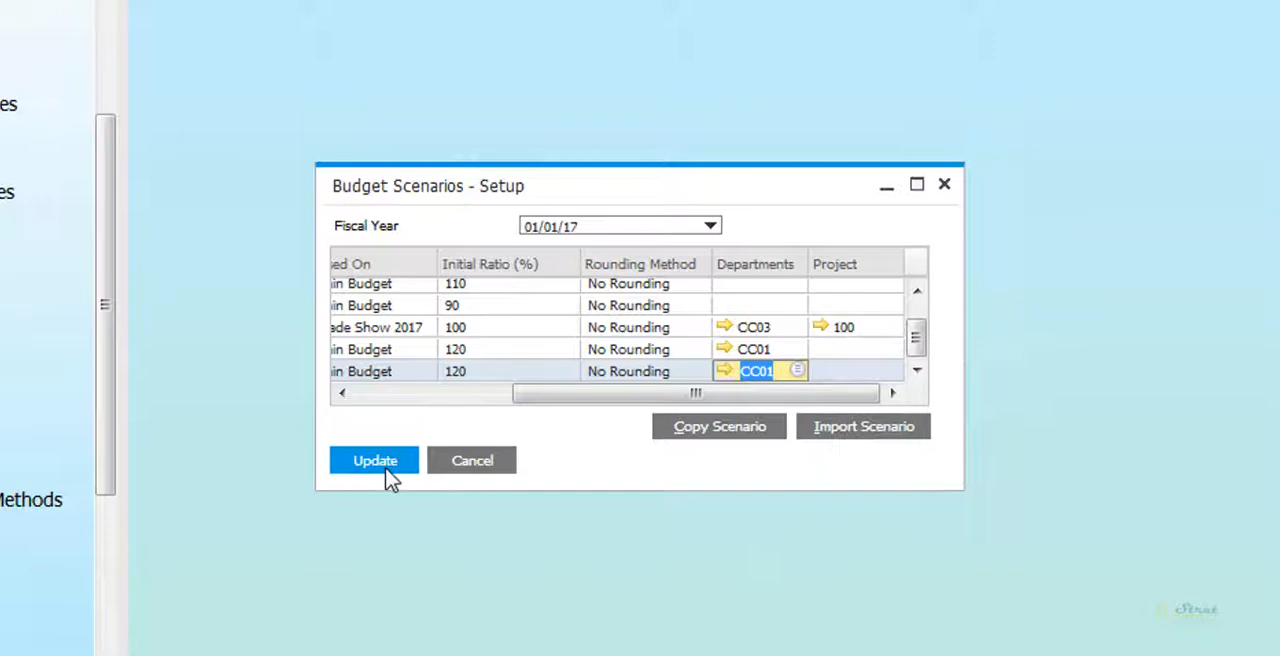 es
es
Methods
Budget Scenarios - Setup
Fiscal Year 01/01/17
ed On Initial Ratio (%) Rounding Method Departments Project
in Budget 110 No Rounding
in Budget 90 No Rounding
ade Show 2017 100 No Rounding CC03 100
in Budget 120 No Rounding CC01
in Budget 120 No Rounding CC01
Copy Scenario Import Scenario
Update Cancel